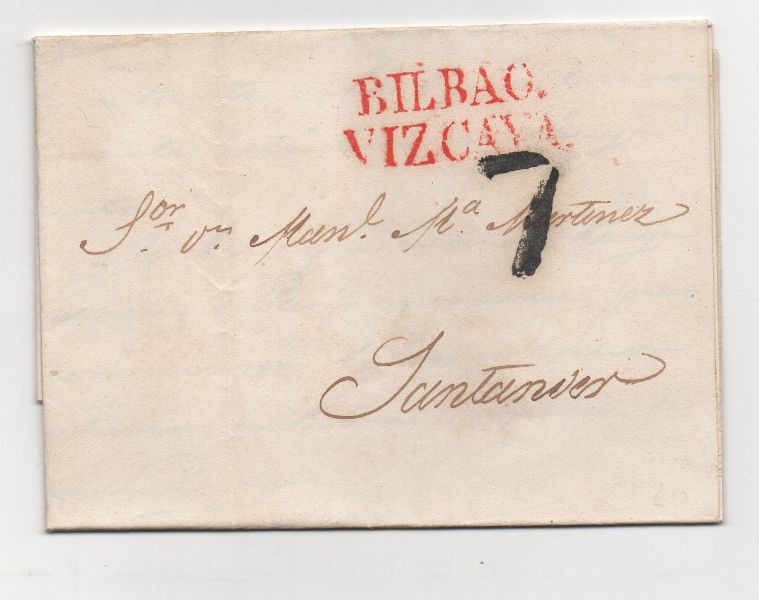 BILBAO.
VIZCAYA.
7
Sor. Dn. Manl. Ma. Martinez
Santander